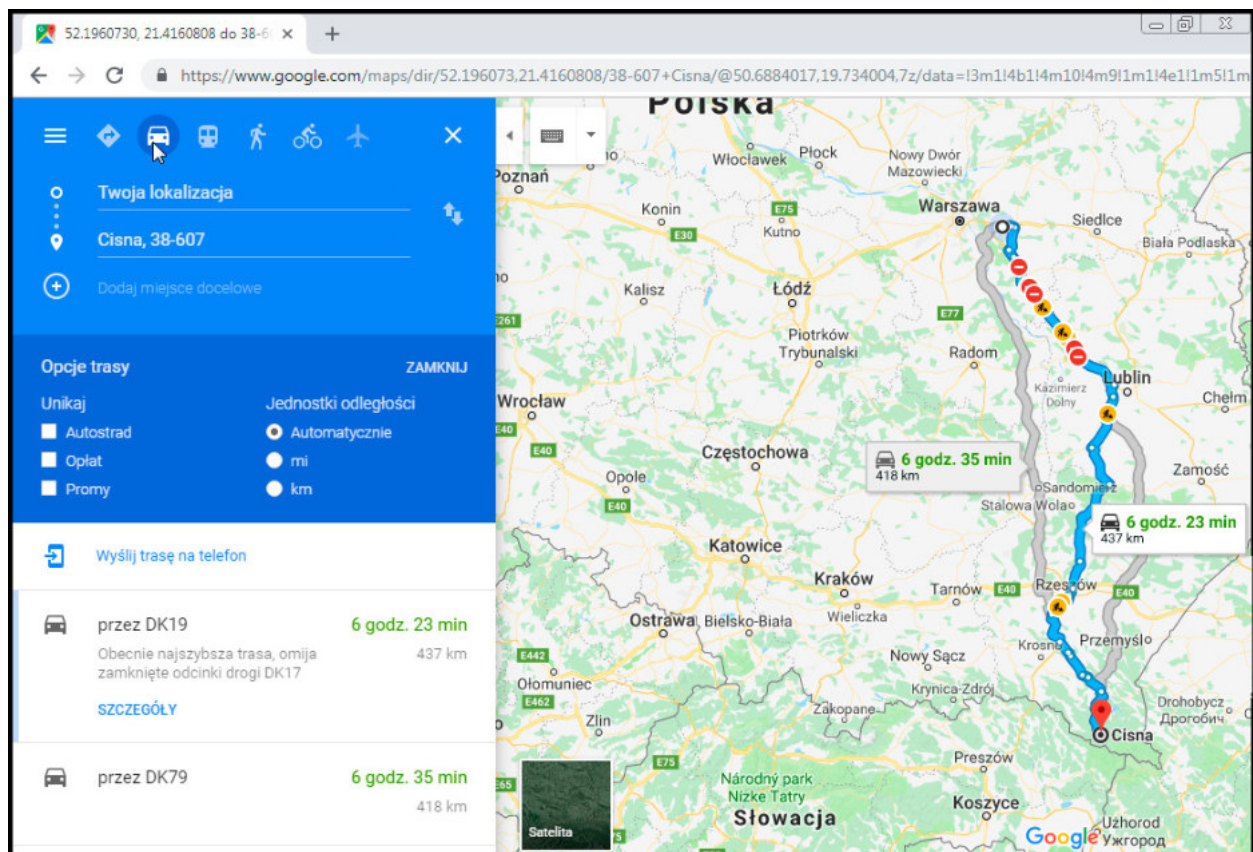 52.1960730, 21.4160808 do 38-6
https://www.google.com/maps/dir/52.196073,21.4160808/38-607+Cisna/@50.6884017,19.734004,7z/data=!3m1!4b1!4m10!4m9!1m1!4e1!1m5!1m
Twoja lokalizacja
Cisna, 38-607
Dodaj miejsce docelowe
Opcje trasy
ZAMKNIJ
Unikaj
Jednostki odległości
Autostrad
Automatycznie
Opłat
mi
Promy
km
Wyślij trasę na telefon
przez DK19
6 godz. 23 min
Obecnie najszybsza trasa, omija
437 km
zamknięte odcinki drogi DK17
SZCZEGÓŁY
przez DK79
6 godz. 35 min
418 km
Polska
Włocławek
Płock
Nowy Dwór
Mazowiecki
Poznań
Konin
E75
Kutno
Warszawa
Siedlce
E30
Biała Podlaska
Kalisz
Łódź
E261
E77
Piotrków
Trybunalski
Radom
Kazimierz
Dolny
Lublin
Chełm
Wrocław
E40
E40
Częstochowa
6 godz. 35 min
418 km
Opole
Zamość
Sandomierz
Stalowa Wola
E40
6 godz. 23 min
437 km
Katowice
Kraków
Tarnów
E40
Rzeszów
E40
Ostrawa
Bielsko-Biała
Wieliczka
Przemyśl
Krosno
Nowy Sącz
E442
Ołomuniec
Krynica-Zdrój
E462
Zakopane
Drohobycz
Дрогобич
Zlin
Cisna
E75
Preszów
Národný park
Nízke Tatry
Koszyce
Słowacja
Użhorod
Ужгород
Satelita
Google